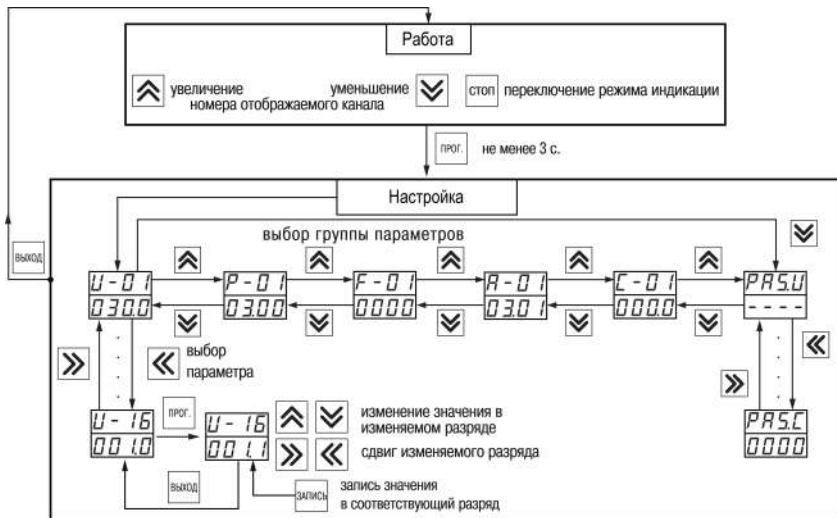 Работа
увеличение
номера отображаемого канала
уменьшение
СТОП переключение режима индикации
ПРОГ. не менее 3 с.
Настройка
выбор группы параметров
ВЫХОД
U-01 P-01 F-01 A-01 C-01 PAS.U
030.0 03.00 0000 03.01 000.0 ----
выбор
параметра
U-16
001.0
ПРОГ.
U-16
001.1
изменение значения в
изменяемом разряде
сдвиг изменяемого разряда
PAS.C
0000
ВЫХОД
ЗАПИСЬ
запись значения
в соответствующий разряд